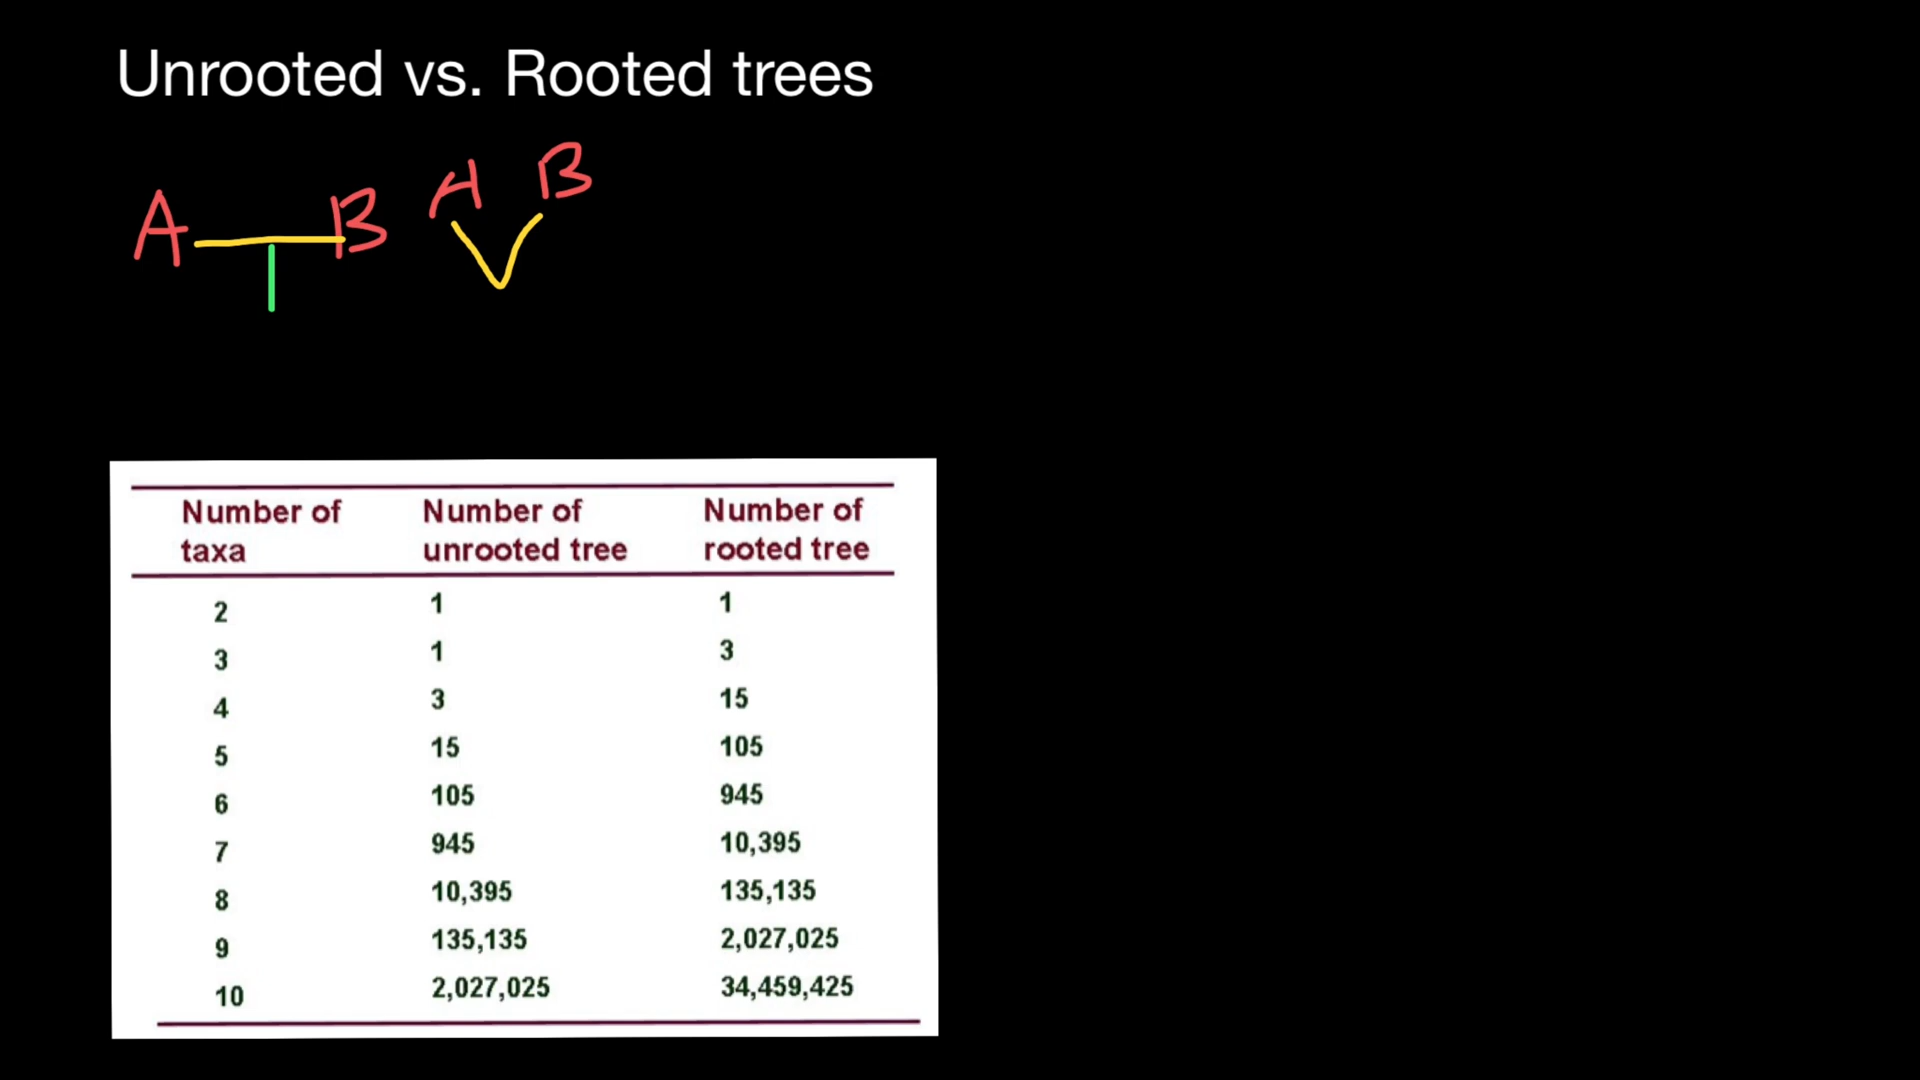 Unrooted vs. Rooted trees
A B A B
Number of taxa Number of unrooted tree Number of rooted tree
2 1 1
3 1 3
4 3 15
5 15 105
6 105 945
7 945 10,395
8 10,395 135,135
9 135,135 2,027,025
10 2,027,025 34,459,425